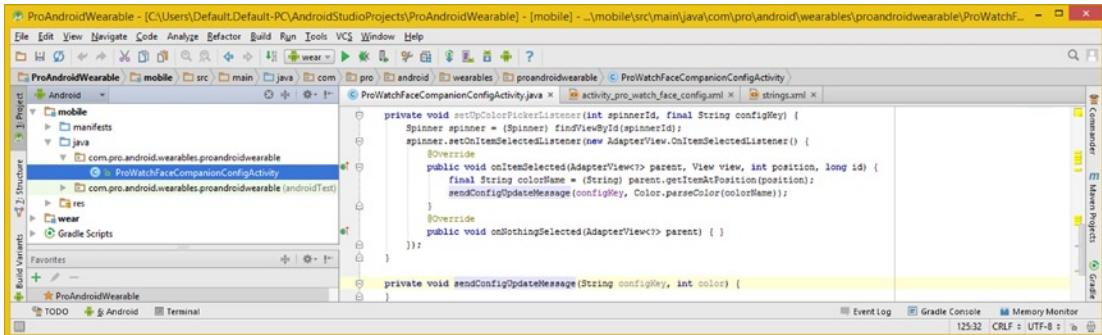 ProAndroidWearable - [C:\Users\Default.Default-PC\AndroidStudioProjects\ProAndroidWearable] - [mobile] - ...\mobile\src\main\java\com\pro\android\wearables\proandroidwearable\ProWatchF...
File Edit View Navigate Code Analyze Refactor Build Run Tools VCS Window Help
wear
ProAndroidWearable mobile src main java com pro android wearables proandroidwearable ProWatchFaceCompanionConfigActivity
1: Project
Android
ProWatchFaceCompanionConfigActivity.java
activity_pro_watch_face_config.xml
strings.xml
mobile
manifests
java
com.pro.android.wearables.proandroidwearable
ProWatchFaceCompanionConfigActivity
com.pro.android.wearables.proandroidwearable (androidTest)
res
wear
Gradle Scripts
Z: Structure
Build Variants
Favorites
ProAndroidWearable
private void setUpColorPickerListener(int spinnerId, final String configKey) {
Spinner spinner = (Spinner) findViewById(spinnerId);
spinner.setOnItemSelectedListener(new AdapterView.OnItemSelectedListener() {
@Override
public void onItemSelected(AdapterView<?> parent, View view, int position, long id) {
final String colorName = (String) parent.getItemAtPosition(position);
sendConfigUpdateMessage(configKey, Color.parseColor(colorName));
}
@Override
public void onNothingSelected(AdapterView<?> parent) { }
});
}
private void sendConfigUpdateMessage(String configKey, int color) {
}
Commander
m Maven Projects
Gradle
TODO 6: Android Terminal Event Log Gradle Console Memory Monitor
125:32 CRLF UTF-8